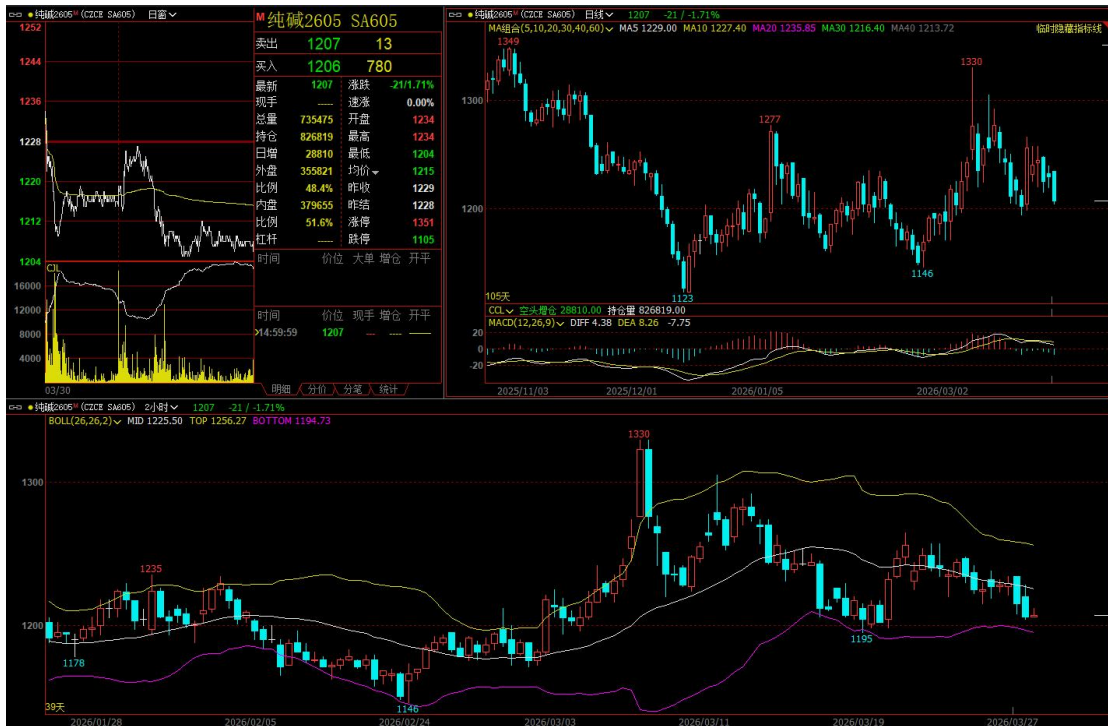 纯碱2605 M (CZCE SA605) 日窗
1252
1244
1236
1228
1220
1212
1204
CJL
16000
12000
8000
4000
03/30
M 纯碱2605 SA605
卖出 1207 13
买入 1206 780
最新 1207 涨跌 -21/1.71%
现手 ---- 速涨 0.00%
总量 735475 开盘 1234
持仓 826819 最高 1234
日增 28810 最低 1204
外盘 355821 均价 1215
比例 48.4% 昨收 1229
内盘 379655 昨结 1228
比例 51.6% 涨停 1351
杠杆 ---- 跌停 1105
时间 价位 大单 增仓 开平
时间 价位 现手 增仓 开平
14:59:59 1207 --- ---- ----
明细 分价 分笔 统计
纯碱2605 M (CZCE SA605) 日线 1207 -21 / -1.71%
MA组合(5,10,20,30,40,60) MA5 1229.00 MA10 1227.40 MA20 1235.85 MA30 1216.40 MA40 1213.72
临时隐藏指标线
1349
1330
1300
1277
1200
1146
1123
105天
CCL 空头增仓 28810.00 持仓量 826819.00
MACD(12,26,9) DIFF 4.38 DEA 8.26 -7.75
20
0
-20
2025/11/03 2025/12/01 2026/01/05 2026/03/02
纯碱2605 M (CZCE SA605) 2小时 1207 -21 / -1.71%
BOLL(26,26,2) MID 1225.50 TOP 1256.27 BOTTOM 1194.73
1330
1300
1235
1200
1195
1178
1146
39天
2026/01/28 2026/02/05 2026/02/24 2026/03/03 2026/03/11 2026/03/19 2026/03/27